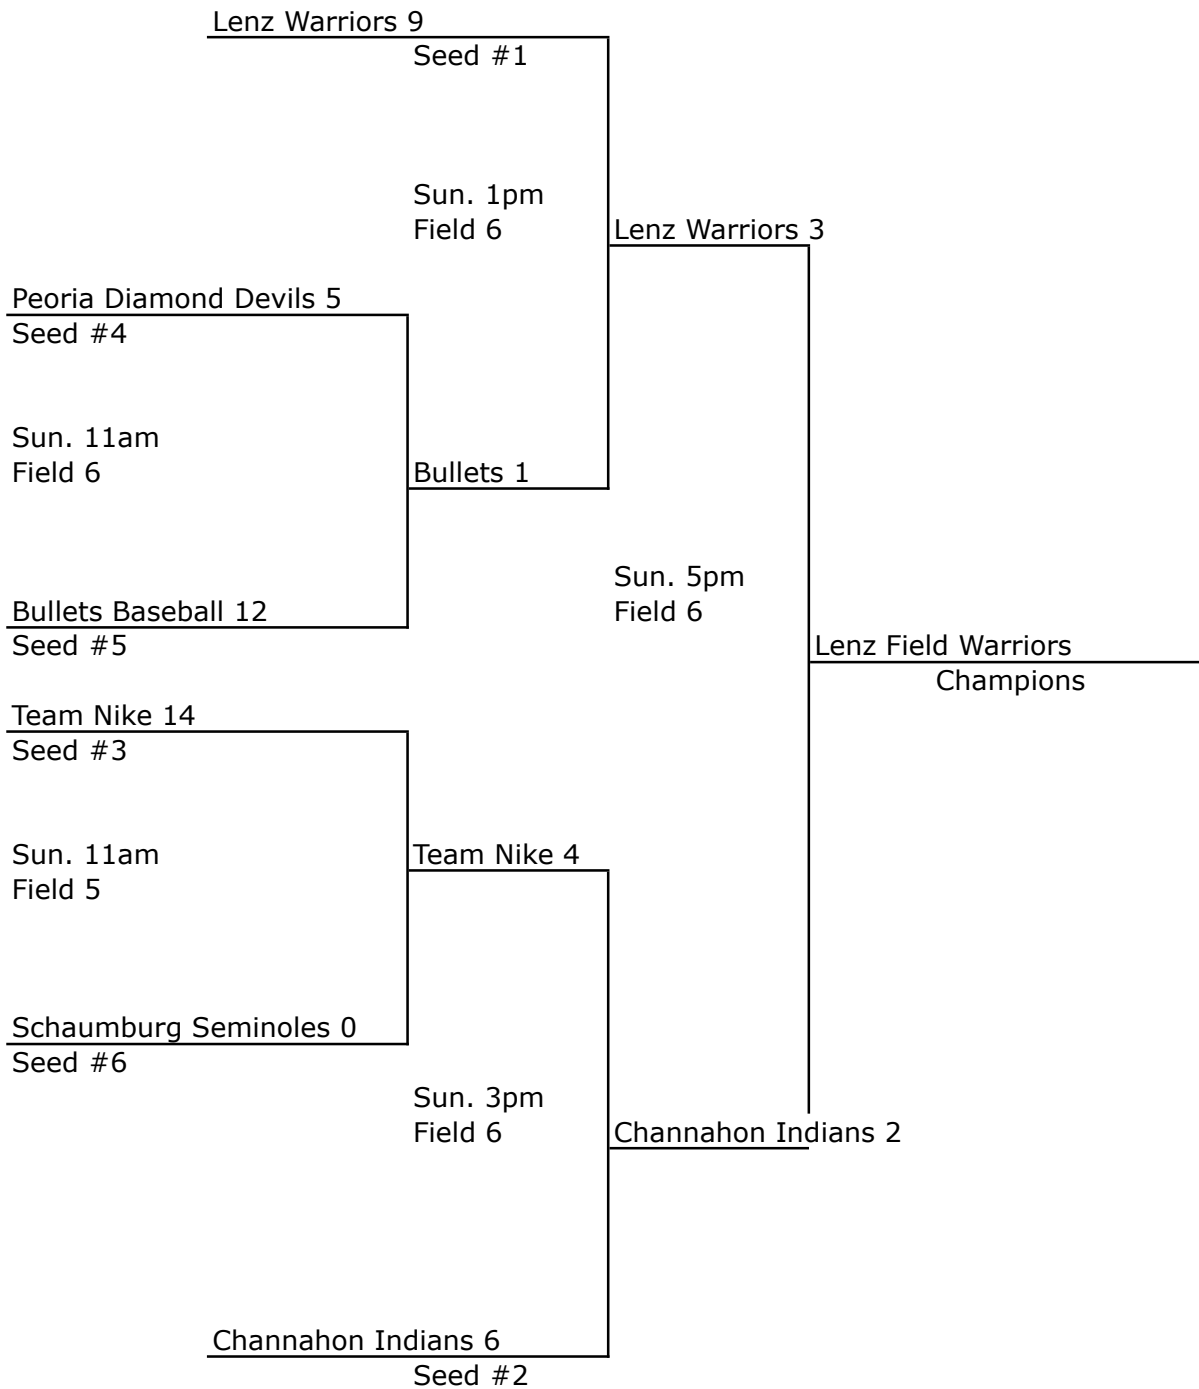 Lenz Warriors 9
Seed #1
Sun. 1pm
Field 6
Lenz Warriors 3
Peoria Diamond Devils 5
Seed #4
Sun. 11am
Field 6
Bullets 1
Sun. 5pm
Field 6
Bullets Baseball 12
Seed #5
Lenz Field Warriors
Champions
Team Nike 14
Seed #3
Sun. 11am
Field 5
Team Nike 4
Schaumburg Seminoles 0
Seed #6
Sun. 3pm
Field 6
Channahon Indians 2
Channahon Indians 6
Seed #2